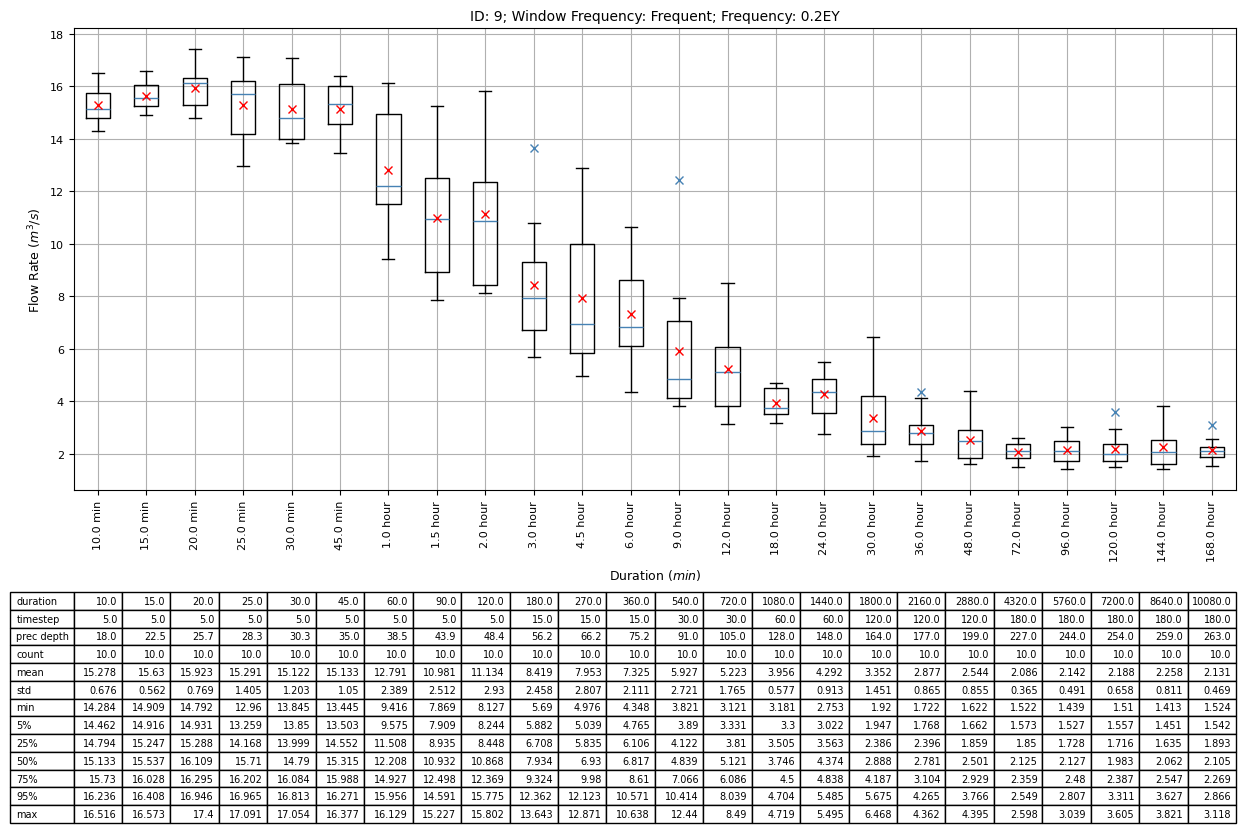 ID: 9; Window Frequency: Frequent; Frequency: 0.2EY
18
16
14
12
10
8
6
4
2
Flow Rate (m³/s)
10.0 min 15.0 min 20.0 min 25.0 min 30.0 min 45.0 min 1.0 hour 1.5 hour 2.0 hour 3.0 hour 4.5 hour 6.0 hour 9.0 hour 12.0 hour 18.0 hour 24.0 hour 30.0 hour 36.0 hour 48.0 hour 72.0 hour 96.0 hour 120.0 hour 144.0 hour 168.0 hour
Duration (min)
duration 10.0 15.0 20.0 25.0 30.0 45.0 60.0 90.0 120.0 180.0 270.0 360.0 540.0 720.0 1080.0 1440.0 1800.0 2160.0 2880.0 4320.0 5760.0 7200.0 8640.0 10080.0
timestep 5.0 5.0 5.0 5.0 5.0 5.0 5.0 5.0 5.0 15.0 15.0 15.0 30.0 30.0 60.0 60.0 120.0 120.0 120.0 180.0 180.0 180.0 180.0 180.0
prec depth 18.0 22.5 25.7 28.3 30.3 35.0 38.5 43.9 48.4 56.2 66.2 75.2 91.0 105.0 128.0 148.0 164.0 177.0 199.0 227.0 244.0 254.0 259.0 263.0
count 10.0 10.0 10.0 10.0 10.0 10.0 10.0 10.0 10.0 10.0 10.0 10.0 10.0 10.0 10.0 10.0 10.0 10.0 10.0 10.0 10.0 10.0 10.0 10.0
mean 15.278 15.63 15.923 15.291 15.122 15.133 12.791 10.981 11.134 8.419 7.953 7.325 5.927 5.223 3.956 4.292 3.352 2.877 2.544 2.086 2.142 2.188 2.258 2.131
std 0.676 0.562 0.769 1.405 1.203 1.05 2.389 2.512 2.93 2.458 2.807 2.111 2.721 1.765 0.577 0.913 1.451 0.865 0.855 0.365 0.491 0.658 0.811 0.469
min 14.284 14.909 14.792 12.96 13.845 13.445 9.416 7.869 8.127 5.69 4.976 4.348 3.821 3.121 3.181 2.753 1.92 1.722 1.622 1.522 1.439 1.51 1.413 1.524
5% 14.462 14.916 14.931 13.259 13.85 13.503 9.575 7.909 8.244 5.882 5.039 4.765 3.89 3.331 3.3 3.022 1.947 1.768 1.662 1.573 1.527 1.557 1.451 1.542
25% 14.794 15.247 15.288 14.168 13.999 14.552 11.508 8.935 8.448 6.708 5.835 6.106 4.122 3.81 3.505 3.563 2.386 2.396 1.859 1.85 1.728 1.716 1.635 1.893
50% 15.133 15.537 16.109 15.71 14.79 15.315 12.208 10.932 10.868 7.934 6.93 6.817 4.839 5.121 3.746 4.374 2.888 2.781 2.501 2.125 2.127 1.983 2.062 2.105
75% 15.73 16.028 16.295 16.202 16.084 15.988 14.927 12.498 12.369 9.324 9.98 8.61 7.066 6.086 4.5 4.838 4.187 3.104 2.929 2.359 2.48 2.387 2.547 2.269
95% 16.236 16.408 16.946 16.965 16.813 16.271 15.956 14.591 15.775 12.362 12.123 10.571 10.414 8.039 4.704 5.485 5.675 4.265 3.766 2.549 2.807 3.311 3.627 2.866
max 16.516 16.573 17.4 17.091 17.054 16.377 16.129 15.227 15.802 13.643 12.871 10.638 12.44 8.49 4.719 5.495 6.468 4.362 4.395 2.598 3.039 3.605 3.821 3.118